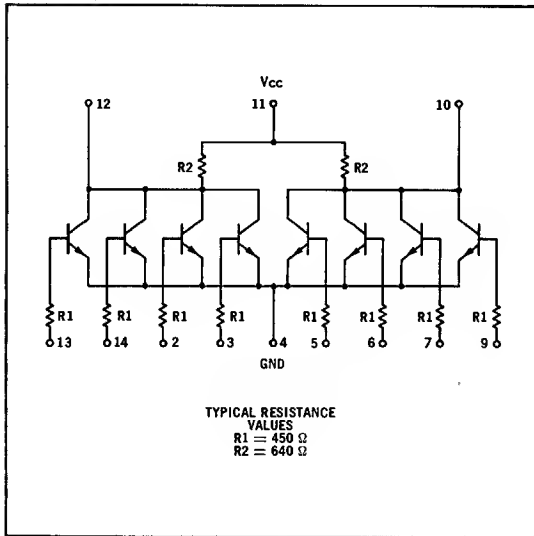 Vcc
12 11 10
R2 R2
R1 R1 R1 R1 R1 R1 R1 R1
13 14 2 3 4 5 6 7 9
GND
TYPICAL RESISTANCE
VALUES
R1 = 450 Ω
R2 = 640 Ω